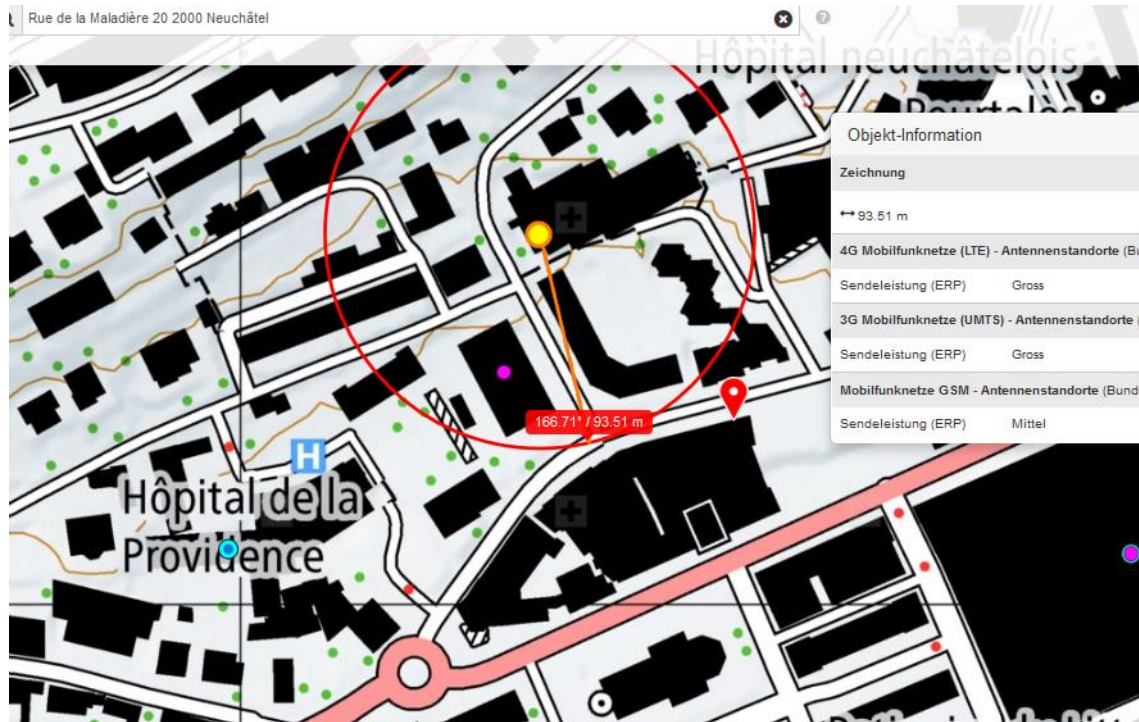 Rue de la Maladière 20 2000 Neuchâtel
Hôpital neuchâtelois
Pourtalès
Objekt-Information
Zeichnung
↔93.51 m
4G Mobilfunknetze (LTE) - Antennenstandorte
Sendeleistung (ERP) Gross
3G Mobilfunknetze (UMTS) - Antennenstandorte
Sendeleistung (ERP) Gross
Mobilfunknetze GSM - Antennenstandorte (Bund
Sendeleistung (ERP) Mittel
166.71° / 93.51 m
H
Hôpital de la
Providence